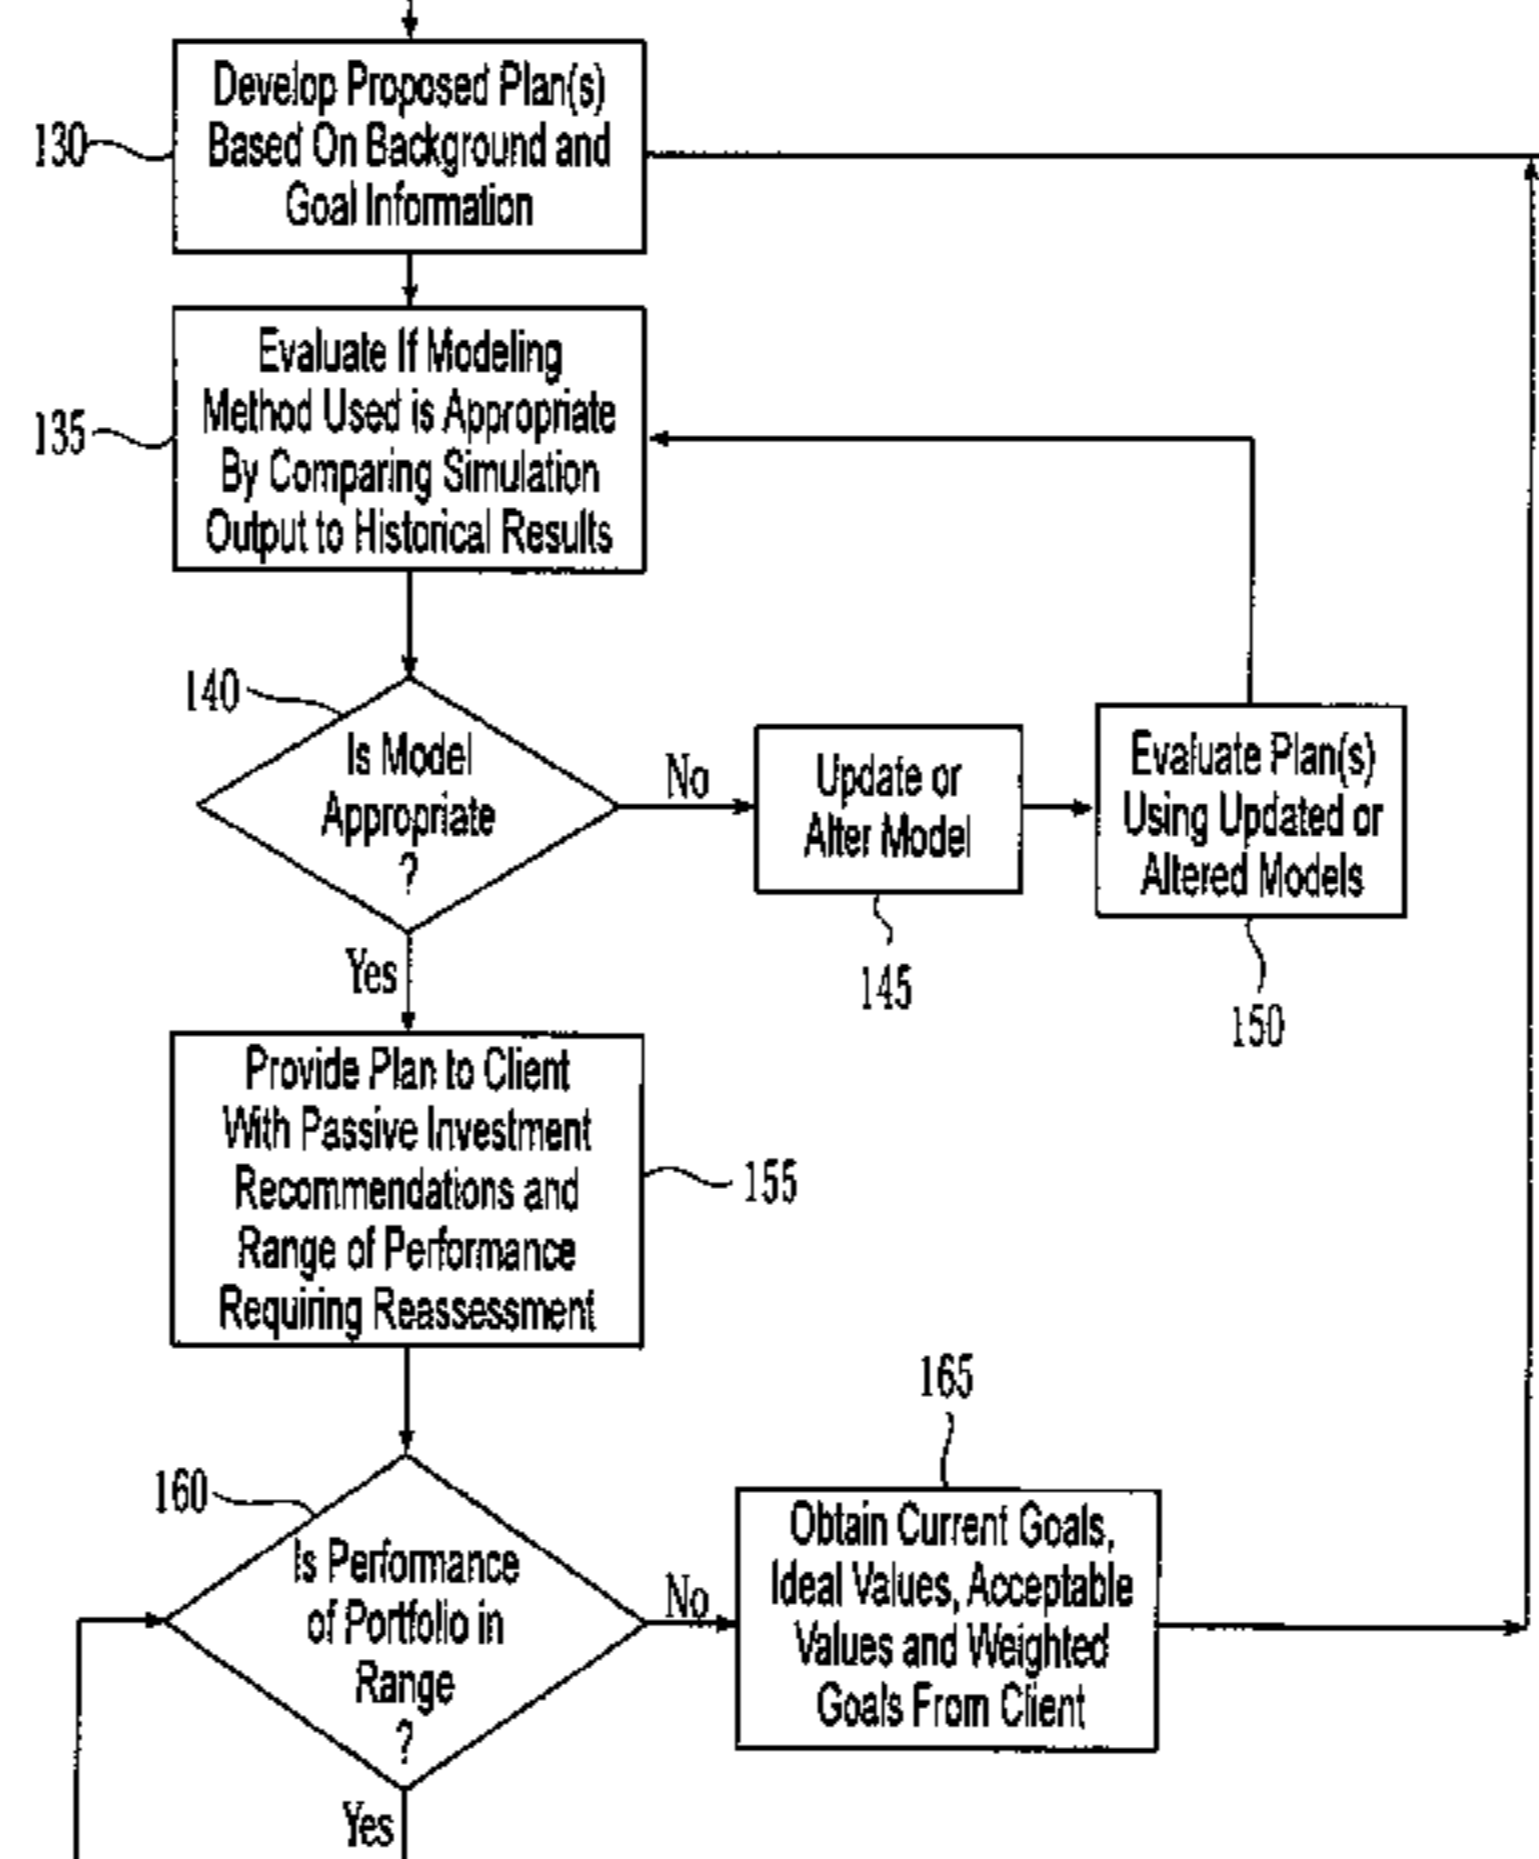 Develop Proposed Plan(s)
Based On Background and
Goal Information
130
Evaluate If Modeling
Method Used is Appropriate
By Comparing Simulation
Output to Historical Results
135
140
Is Model
Appropriate
?
No
Update or
Alter Model
145
Evaluate Plan(s)
Using Updated or
Altered Models
150
Yes
Provide Plan to Client
With Passive Investment
Recommendations and
Range of Performance
Requiring Reassessment
155
160
Is Performance
of Portfolio in
Range
?
No
165
Obtain Current Goals,
Ideal Values, Acceptable
Values and Weighted
Goals From Client
Yes